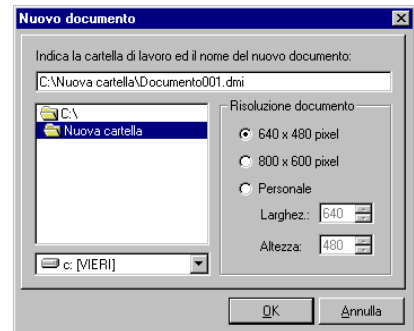 Nuovo documento
Indica la cartella di lavoro ed il nome del nuovo documento:
C:\Nuova cartella\Documento001.dmi
C:\
Nuova cartella
c: [VIERI]
Risoluzione documento
640 x 480 pixel
800 x 600 pixel
Personale
Larghez.: 640
Altezza: 480
OK
Annulla